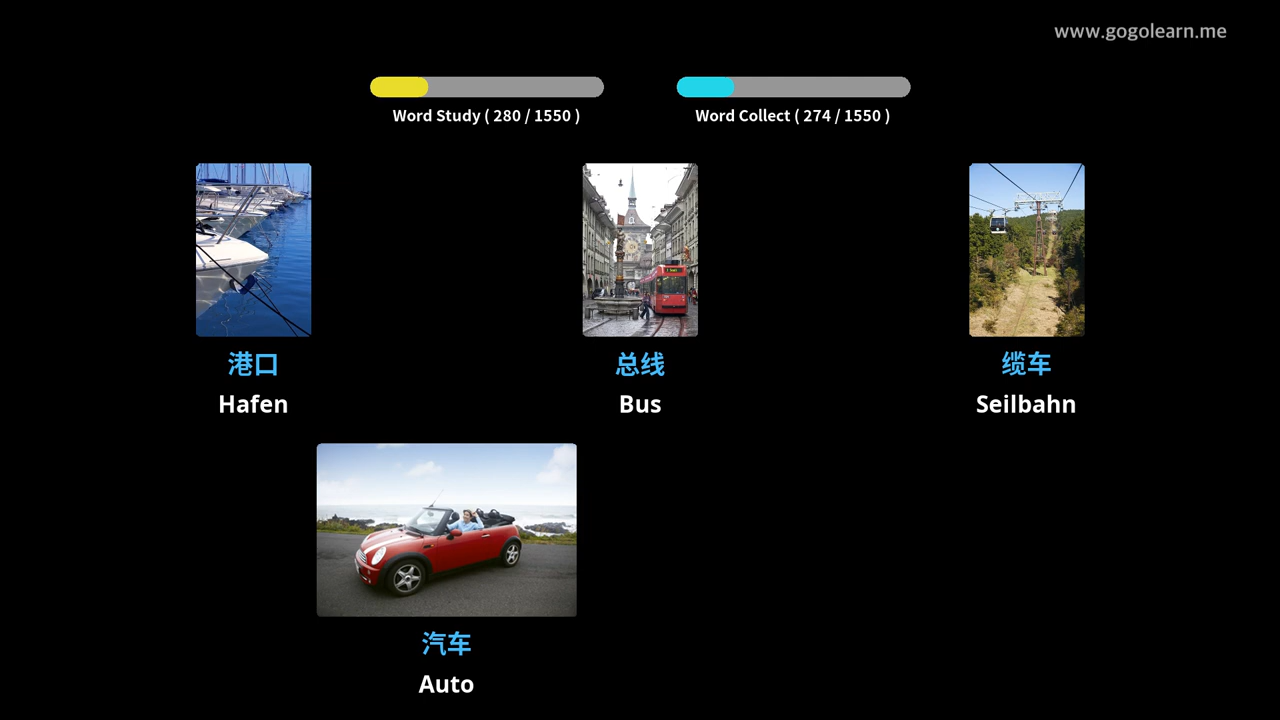 www.gogolearn.me
Word Study ( 280 / 1550 )
Word Collect ( 274 / 1550 )
港口
总线
缆车
Hafen
Bus
Seilbahn
汽车
Auto